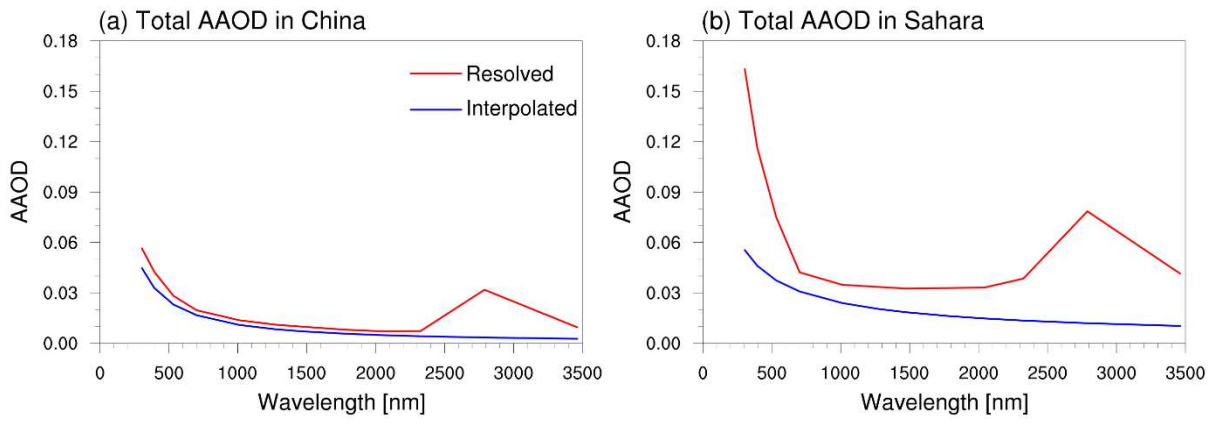 (a) Total AAOD in China
0.18
0.15
0.12
0.09
0.06
0.03
0.00
AAOD
Resolved
Interpolated
0 500 1000 1500 2000 2500 3000 3500
Wavelength [nm]
(b) Total AAOD in Sahara
0.18
0.15
0.12
0.09
0.06
0.03
0.00
AAOD
0 500 1000 1500 2000 2500 3000 3500
Wavelength [nm]